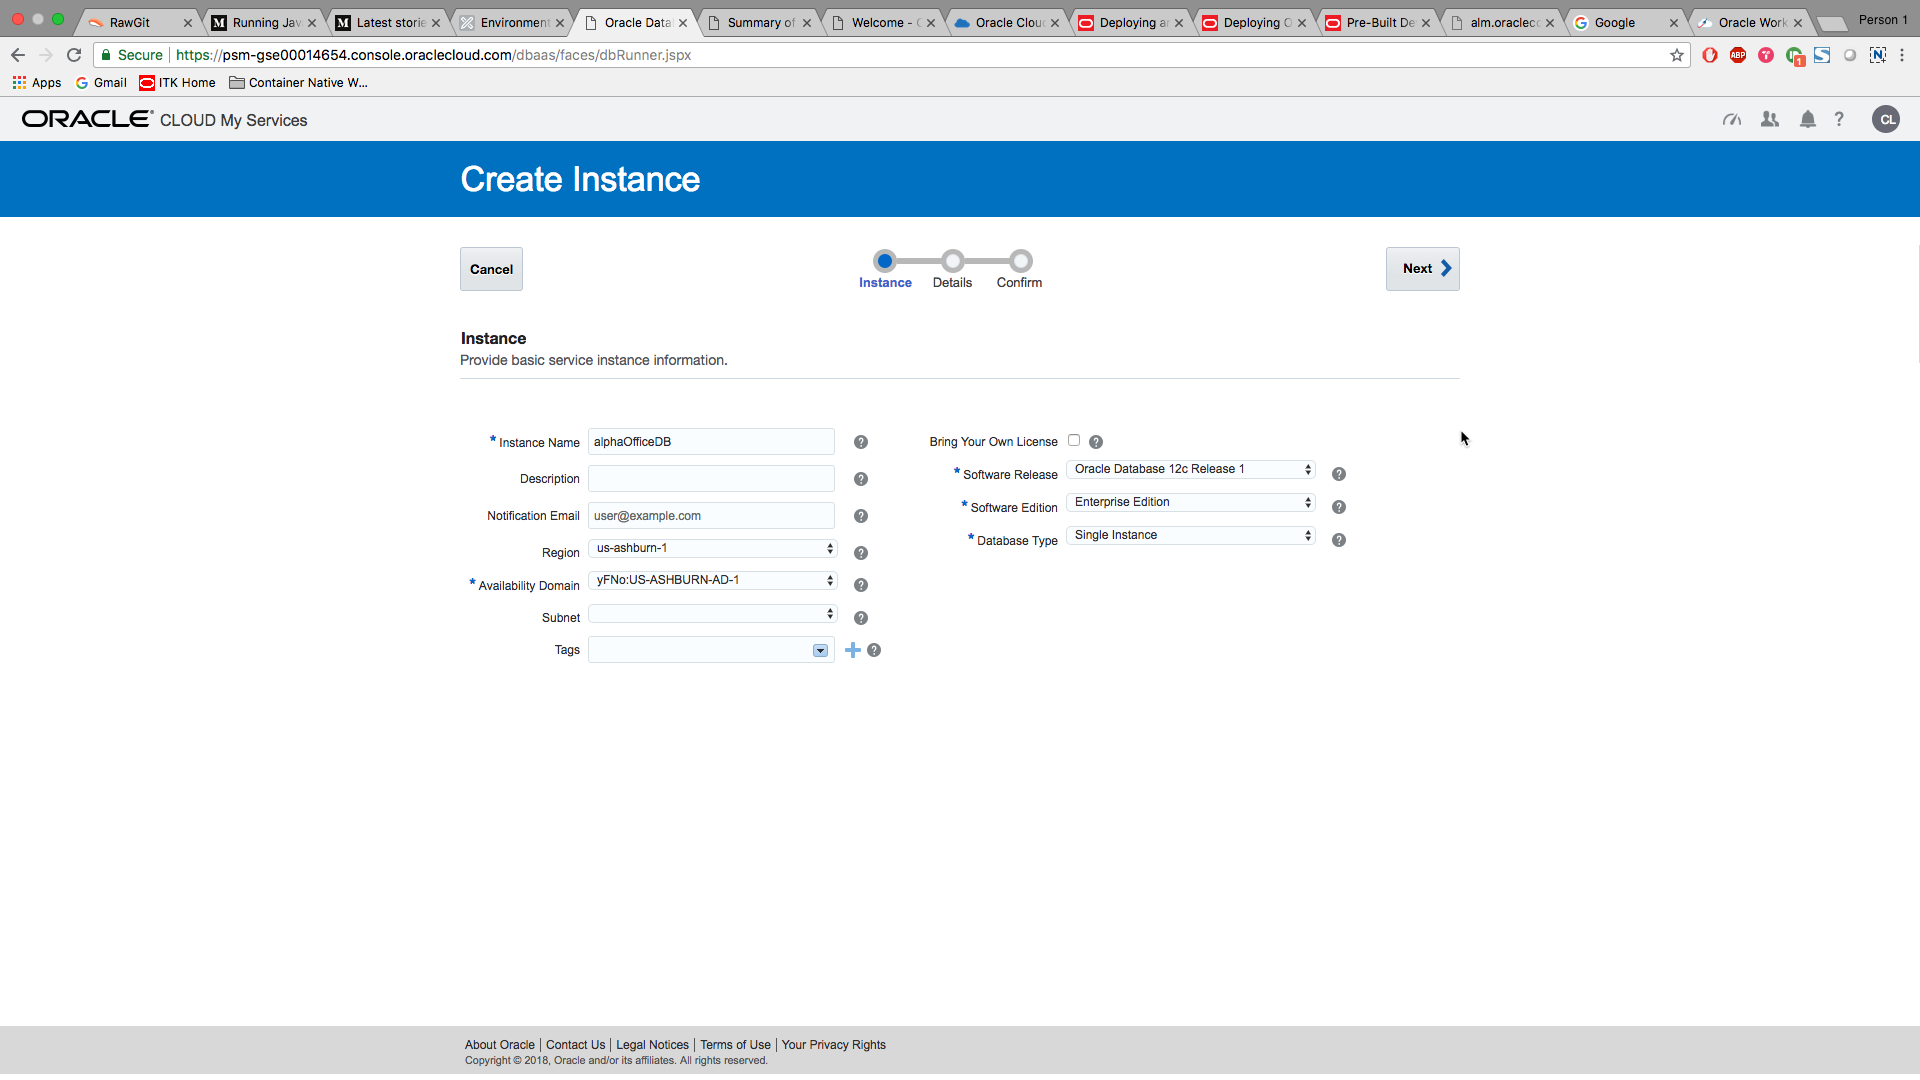 RawGit
Running Jav
Latest storie
Environment
Oracle Data
Summary of
Welcome -
Oracle Clou
Deploying an
Deploying O
Pre-Built De
alm.oraclecc
Google
Oracle Work
Person 1
Secure
https://psm-gse00014654.console.oraclecloud.com/dbaas/faces/dbRunner.jspx
ABP
1
Apps
Gmail
ITK Home
Container Native W...
ORACLE CLOUD My Services
? CL
Create Instance
Cancel
Instance
Details
Confirm
Next
Instance
Provide basic service instance information.
* Instance Name alphaOfficeDB ?
Description ?
Notification Email user@example.com ?
Region us-ashburn-1 ?
* Availability Domain yFNo:US-ASHBURN-AD-1 ?
Subnet ?
Tags ?
Bring Your Own License ?
* Software Release Oracle Database 12c Release 1 ?
* Software Edition Enterprise Edition ?
* Database Type Single Instance ?
About Oracle | Contact Us | Legal Notices | Terms of Use | Your Privacy Rights
Copyright © 2018, Oracle and/or its affiliates. All rights reserved.